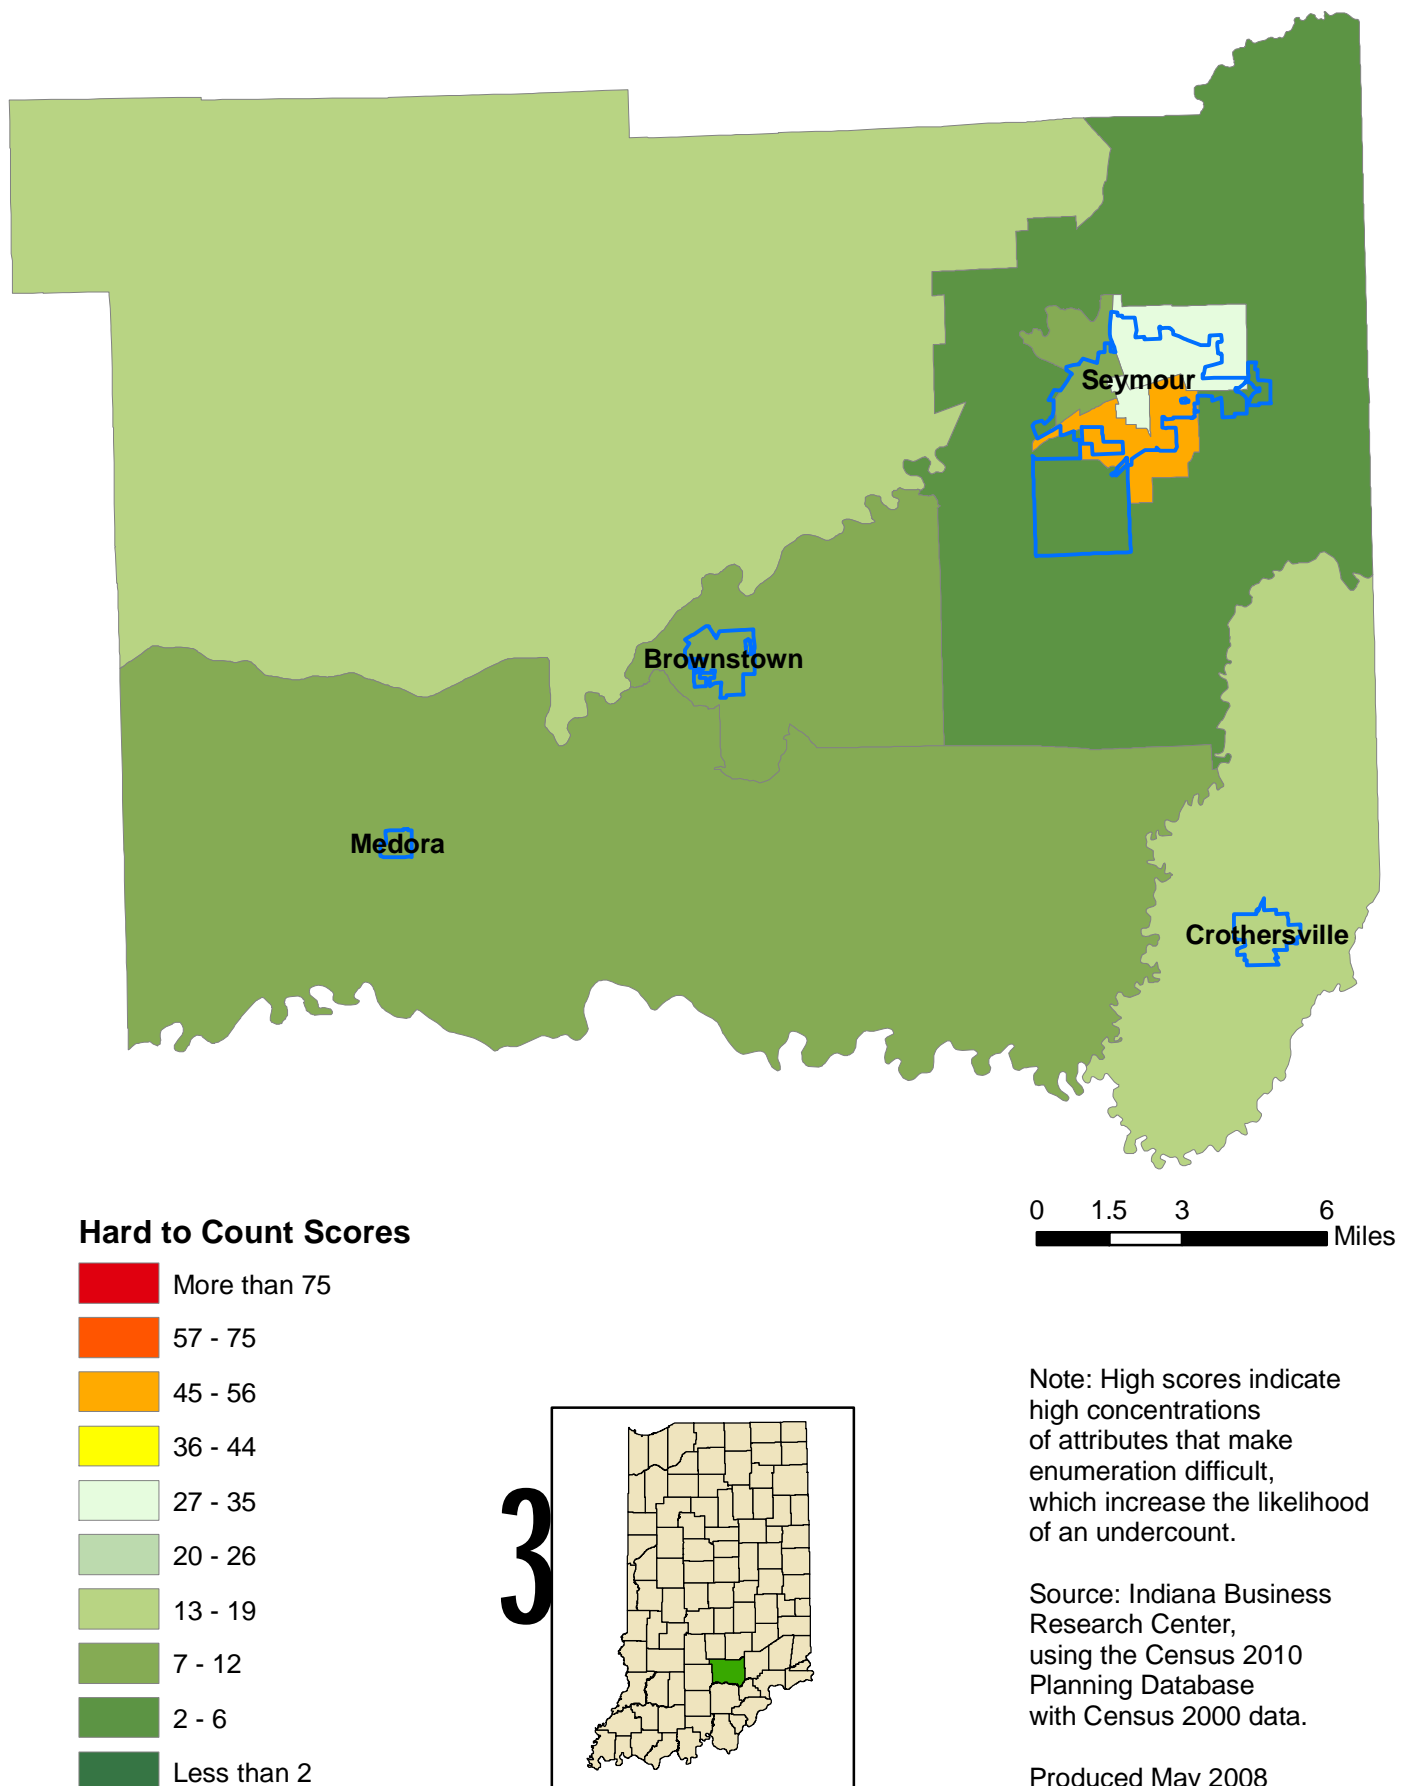 Seymour
Brownstown
Medora
Crothersville
0 1.5 3 6
Miles
Hard to Count Scores
More than 75
57 - 75
45 - 56
36 - 44
27 - 35
20 - 26
13 - 19
7 - 12
2 - 6
Less than 2
3
Note: High scores indicate
high concentrations
of attributes that make
enumeration difficult,
which increase the likelihood
of an undercount.
Source: Indiana Business
Research Center,
using the Census 2010
Planning Database
with Census 2000 data.
Produced May 2008